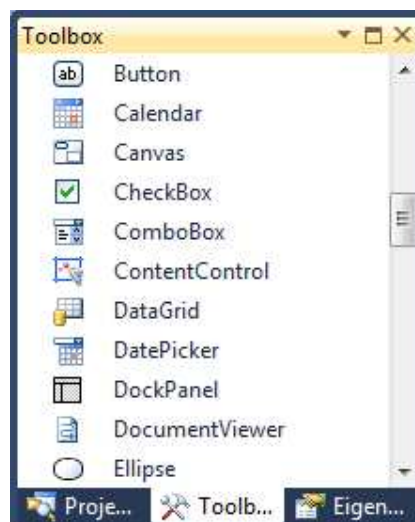 Toolbox
ab Button
Calendar
Canvas
CheckBox
ComboBox
ContentControl
DataGrid
DatePicker
DockPanel
DocumentViewer
Ellipse
Proje... Toolb... Eigen...